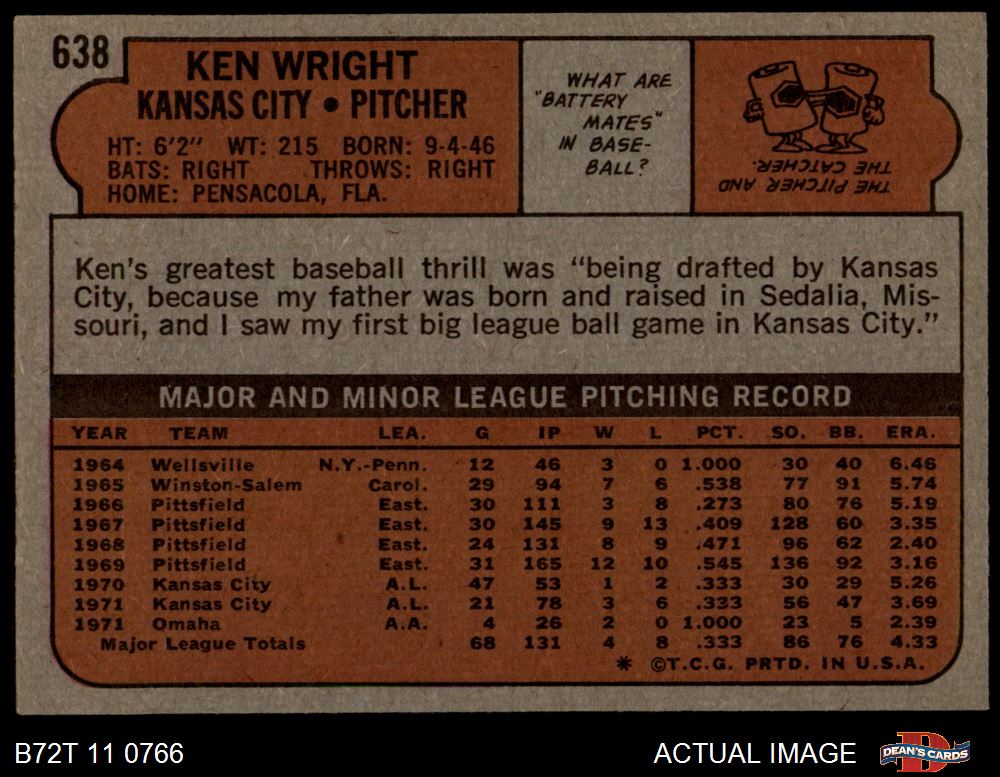 638
KEN WRIGHT
KANSAS CITY • PITCHER
HT: 6'2" WT: 215 BORN: 9-4-46
BATS: RIGHT THROWS: RIGHT
HOME: PENSACOLA, FLA.
WHAT ARE
"BATTERY
MATES"
IN BASE-
BALL?
THE PITCHER AND
THE CATCHER.
Ken's greatest baseball thrill was "being drafted by Kansas
City, because my father was born and raised in Sedalia, Mis-
souri, and I saw my first big league ball game in Kansas City."
MAJOR AND MINOR LEAGUE PITCHING RECORD
YEAR TEAM LEA. G IP W L PCT. SO. BB. ERA.
1964 Wellsville N.Y.-Penn. 12 46 3 0 1.000 30 40 6.46
1965 Winston-Salem Carol. 29 94 7 6 .538 77 91 5.74
1966 Pittsfield East. 30 111 3 8 .273 80 76 5.19
1967 Pittsfield East. 30 145 9 13 .409 128 60 3.35
1968 Pittsfield East. 24 131 8 9 .471 96 62 2.40
1969 Pittsfield East. 31 165 12 10 .545 136 92 3.16
1970 Kansas City A.L. 47 53 1 2 .333 30 29 5.26
1971 Kansas City A.L. 21 78 3 6 .333 56 47 3.69
1971 Omaha A.A. 4 26 2 0 1.000 23 5 2.39
Major League Totals 68 131 4 8 .333 86 76 4.33
* ©T.C.G. PRTD. IN U.S.A.
B72T 11 0766
ACTUAL IMAGE
D
DEAN'S CARDS